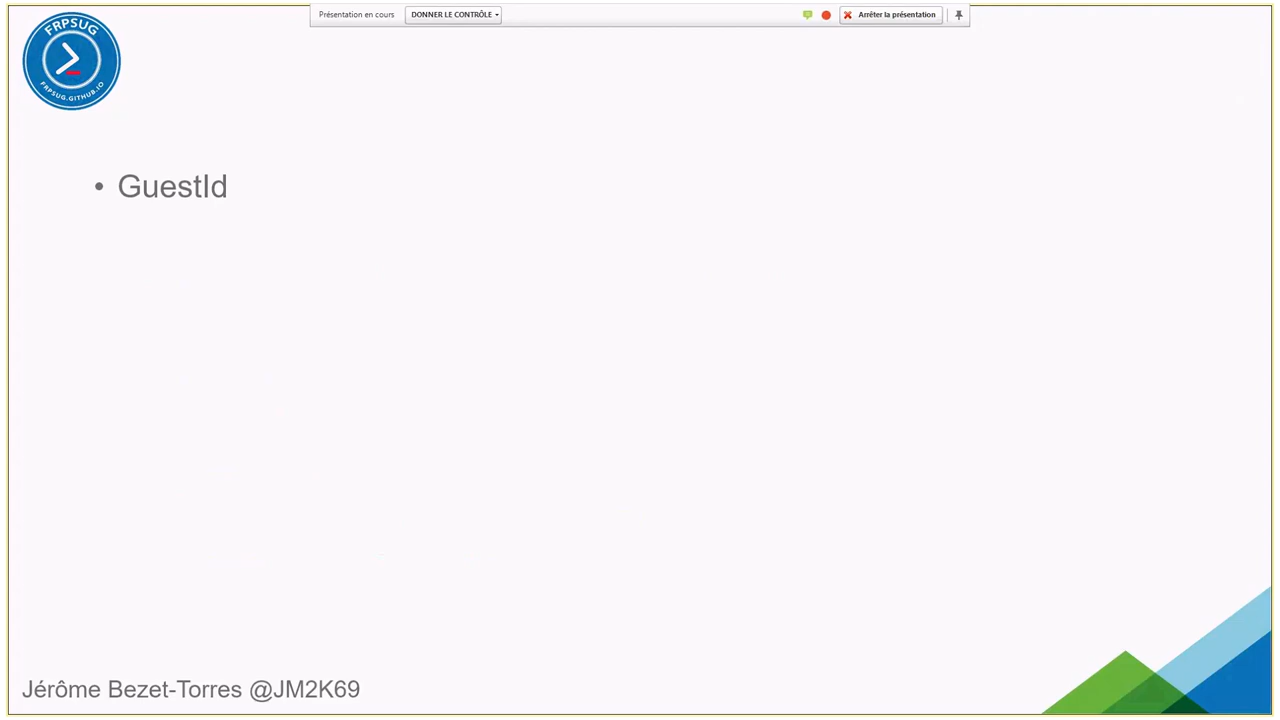 Présentation en cours
DONNER LE CONTRÔLE
Arrêter la présentation
FRPSUG
FRPSUG.GITHUB.IO
• GuestId
Jérôme Bezet-Torres @JM2K69